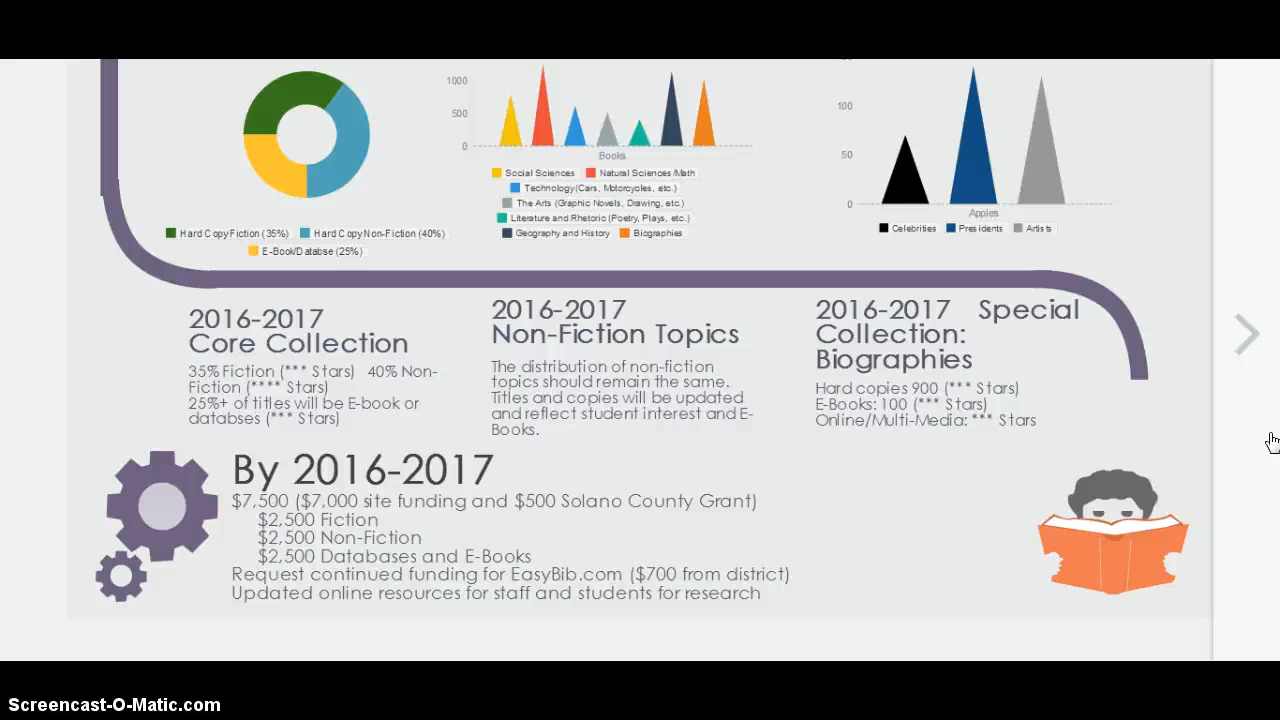 1000
500
0
Books
Social Sciences Natural Sciences/Math
Technology(Cars, Motorcycles, etc.)
The Arts (Graphic Novels, Drawing, etc.)
Literature and Rhetoric (Poetry, Plays, etc.)
Geography and History Biographies
100
50
0
Apples
Celebrities Presidents Artists
Hard Copy Fiction (35%) Hard Copy Non-Fiction (40%)
E-Book/Databse (25%)
2016-2017
Core Collection
35% Fiction (*** Stars) 40% Non-
Fiction (**** Stars)
25%+ of titles will be E-book or
databses (*** Stars)
2016-2017
Non-Fiction Topics
The distribution of non-fiction
topics should remain the same.
Titles and copies will be updated
and reflect student interest and E-
Books.
2016-2017 Special
Collection:
Biographies
Hard copies 900 (*** Stars)
E-Books: 100 (*** Stars)
Online/Multi-Media: *** Stars
By 2016-2017
$7,500 ($7,000 site funding and $500 Solano County Grant)
$2,500 Fiction
$2,500 Non-Fiction
$2,500 Databases and E-Books
Request continued funding for EasyBib.com ($700 from district)
Updated online resources for staff and students for research
Screencast-O-Matic.com